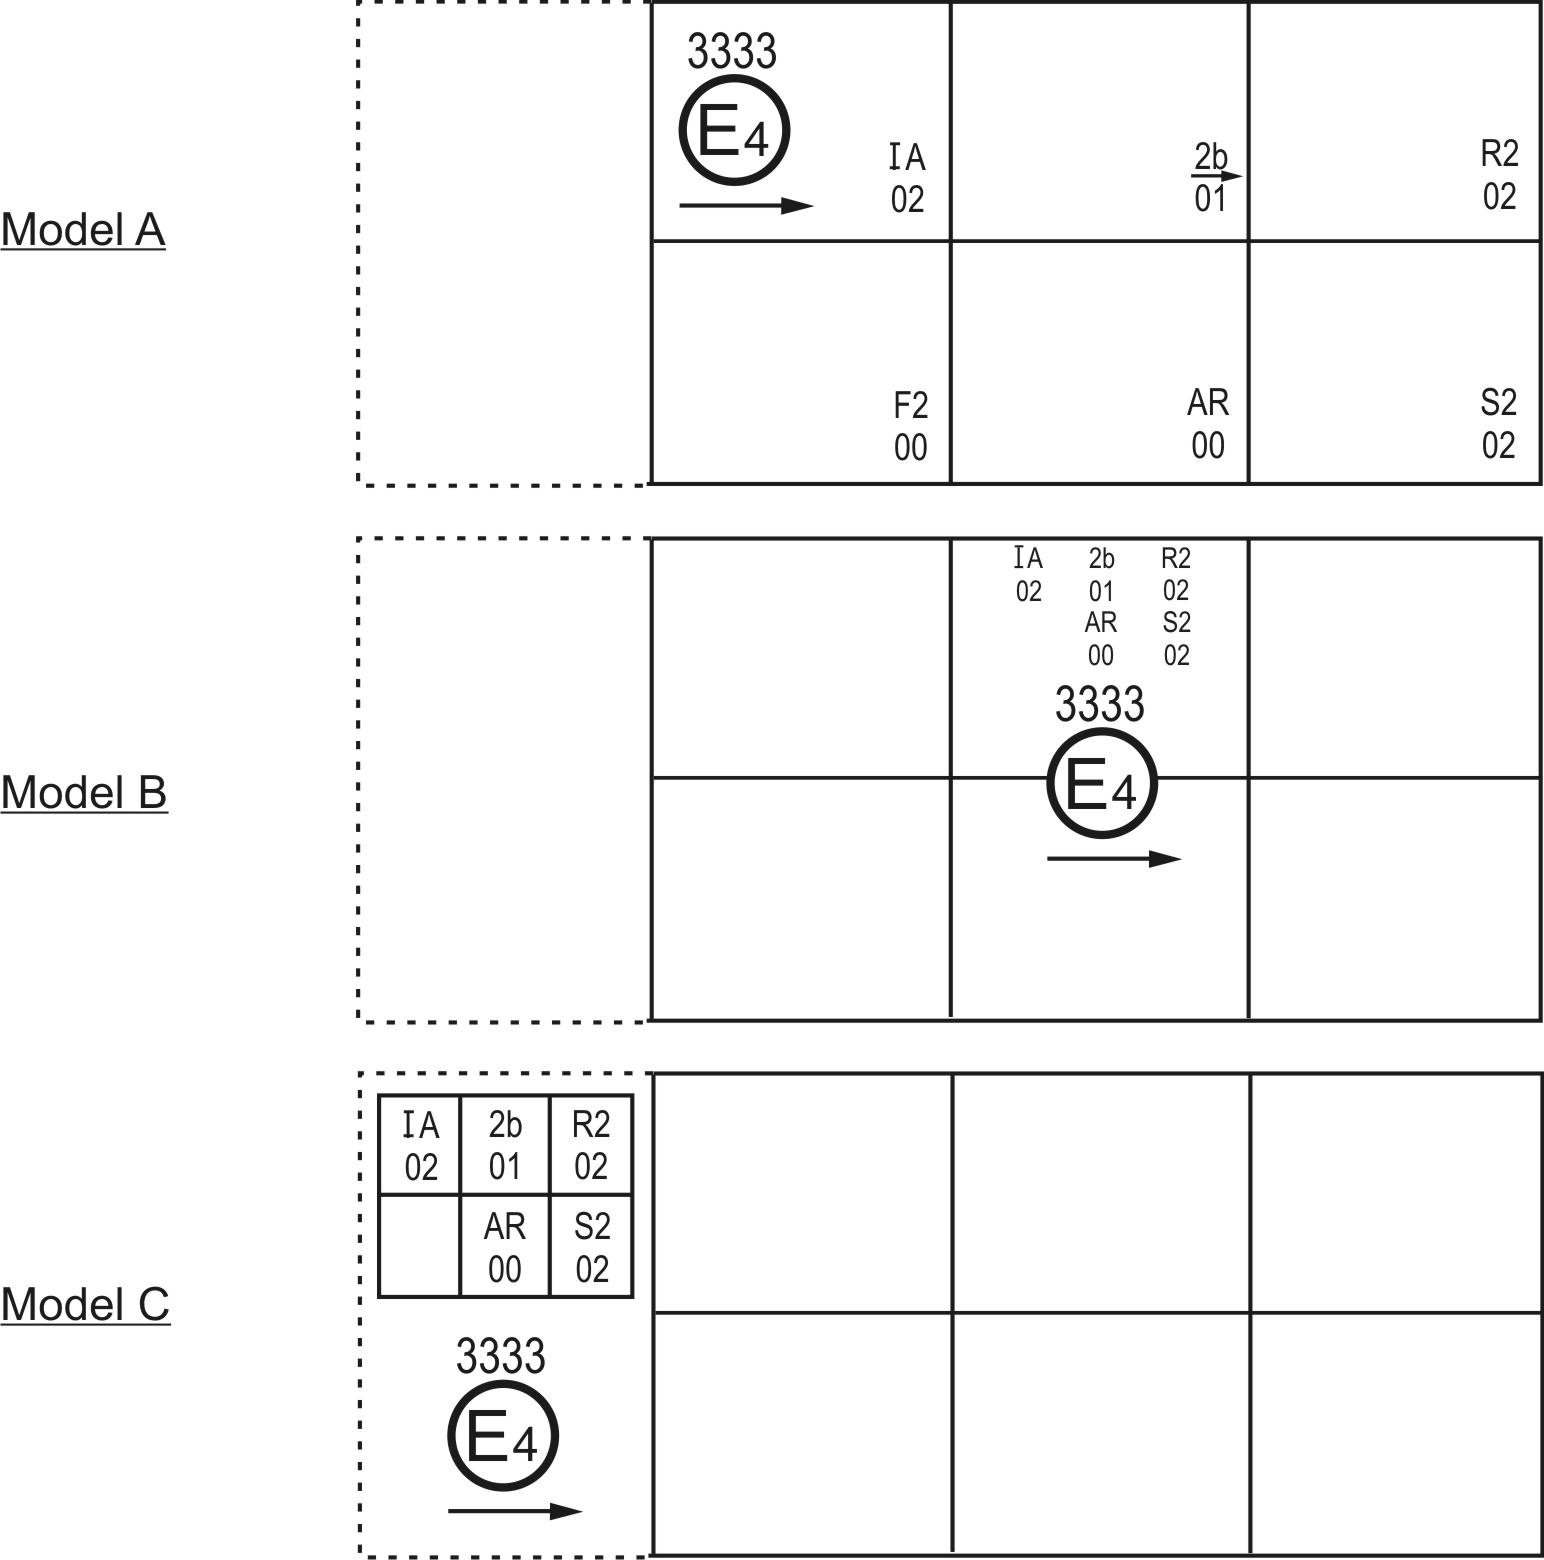 Model A
3333
E4
IA
02
2b
01
R2
02
F2
00
AR
00
S2
02
Model B
IA 2b R2
02 01 02
AR S2
00 02
3333
E4
Model C
IA 2b R2
02 01 02
AR S2
00 02
3333
E4